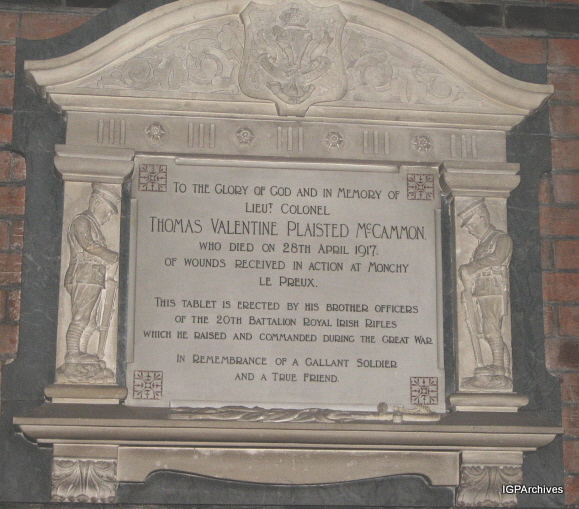 TO THE GLORY OF GOD AND IN MEMORY OF
LIEUT. COLONEL
THOMAS VALENTINE PLAISTED MCCAMMON.
WHO DIED ON 28TH APRIL 1917.
OF WOUNDS RECEIVED IN ACTION AT MONCHY
LE PREUX.
THIS TABLET IS ERECTED BY HIS BROTHER OFFICERS
OF THE 20TH BATTALION ROYAL IRISH RIFLES
WHICH HE RAISED AND COMMANDED DURING THE GREAT WAR.
IN REMEMBRANCE OF A GALLANT SOLDIER
AND A TRUE FRIEND.
IGPArchives